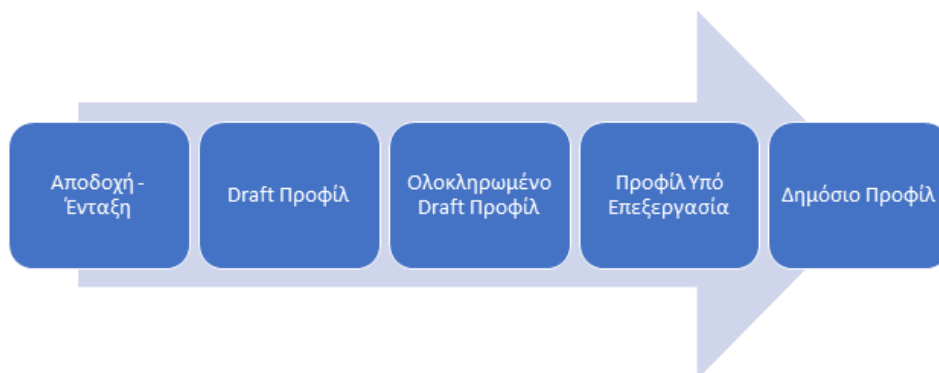 Αποδοχή -
Ένταξη
Draft Προφίλ
Ολοκληρωμένο
Draft Προφίλ
Προφίλ Υπό
Επεξεργασία
Δημόσιο Προφίλ